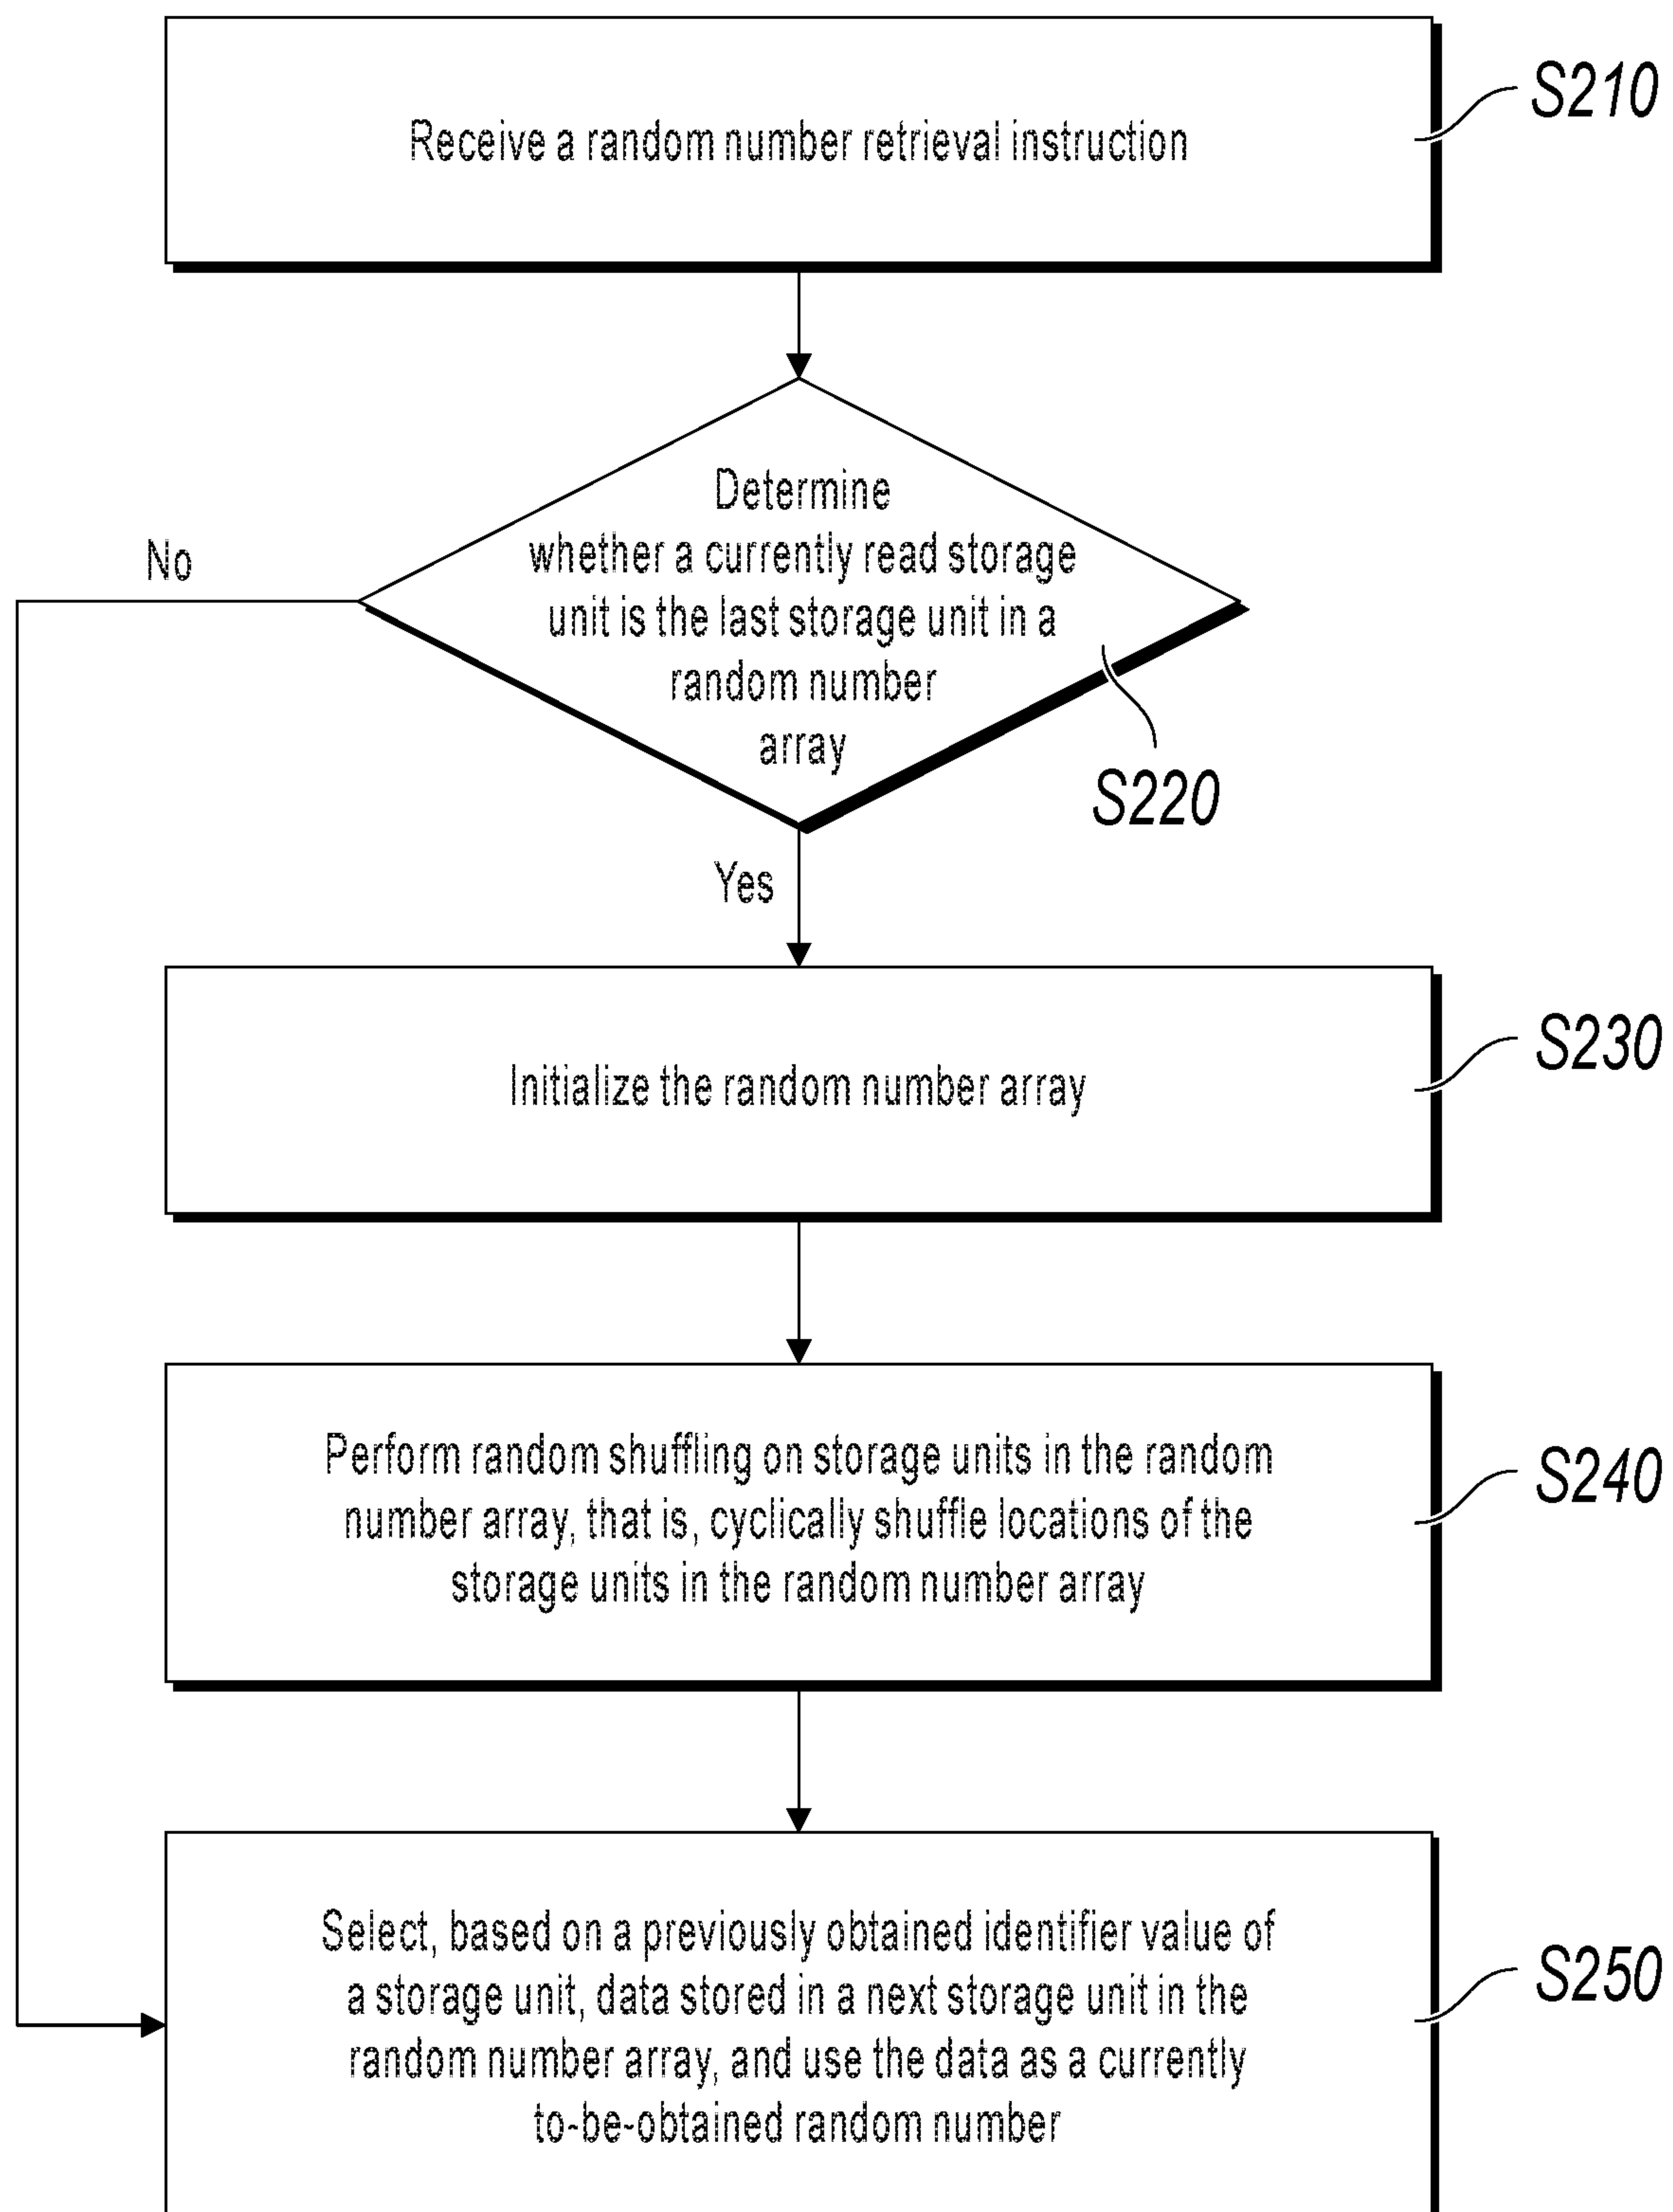 Receive a random number retrieval instruction
S210
Determine
whether a currently read storage
unit is the last storage unit in a
random number
array
No
S220
Yes
Initialize the random number array
S230
Perform random shuffling on storage units in the random
number array, that is, cyclically shuffle locations of the
storage units in the random number array
S240
Select, based on a previously obtained identifier value of
a storage unit, data stored in a next storage unit in the
random number array, and use the data as a currently
to-be-obtained random number
S250